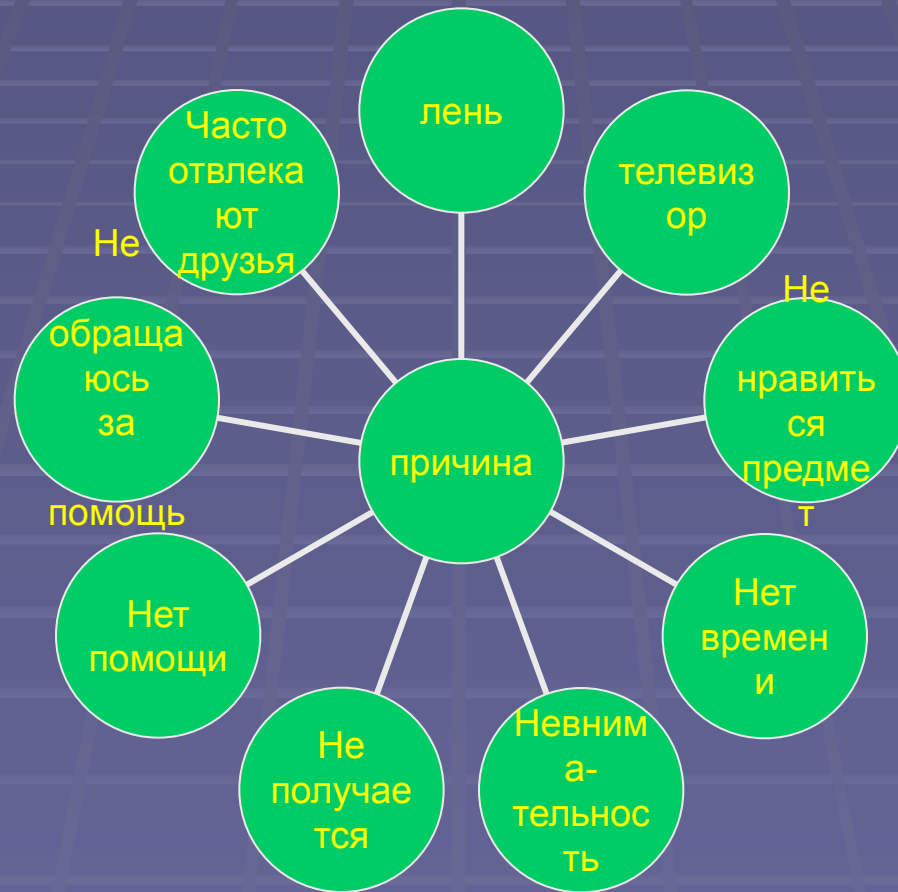 лень
телевиз
ор
Не
нравить
ся
предме
т
Нет
времен
и
Невним
а-
тельнос
ть
Не
получае
тся
Нет
помощи
Не
обраща
юсь
за
помощь
Часто
отвлека
ют
друзья
причина